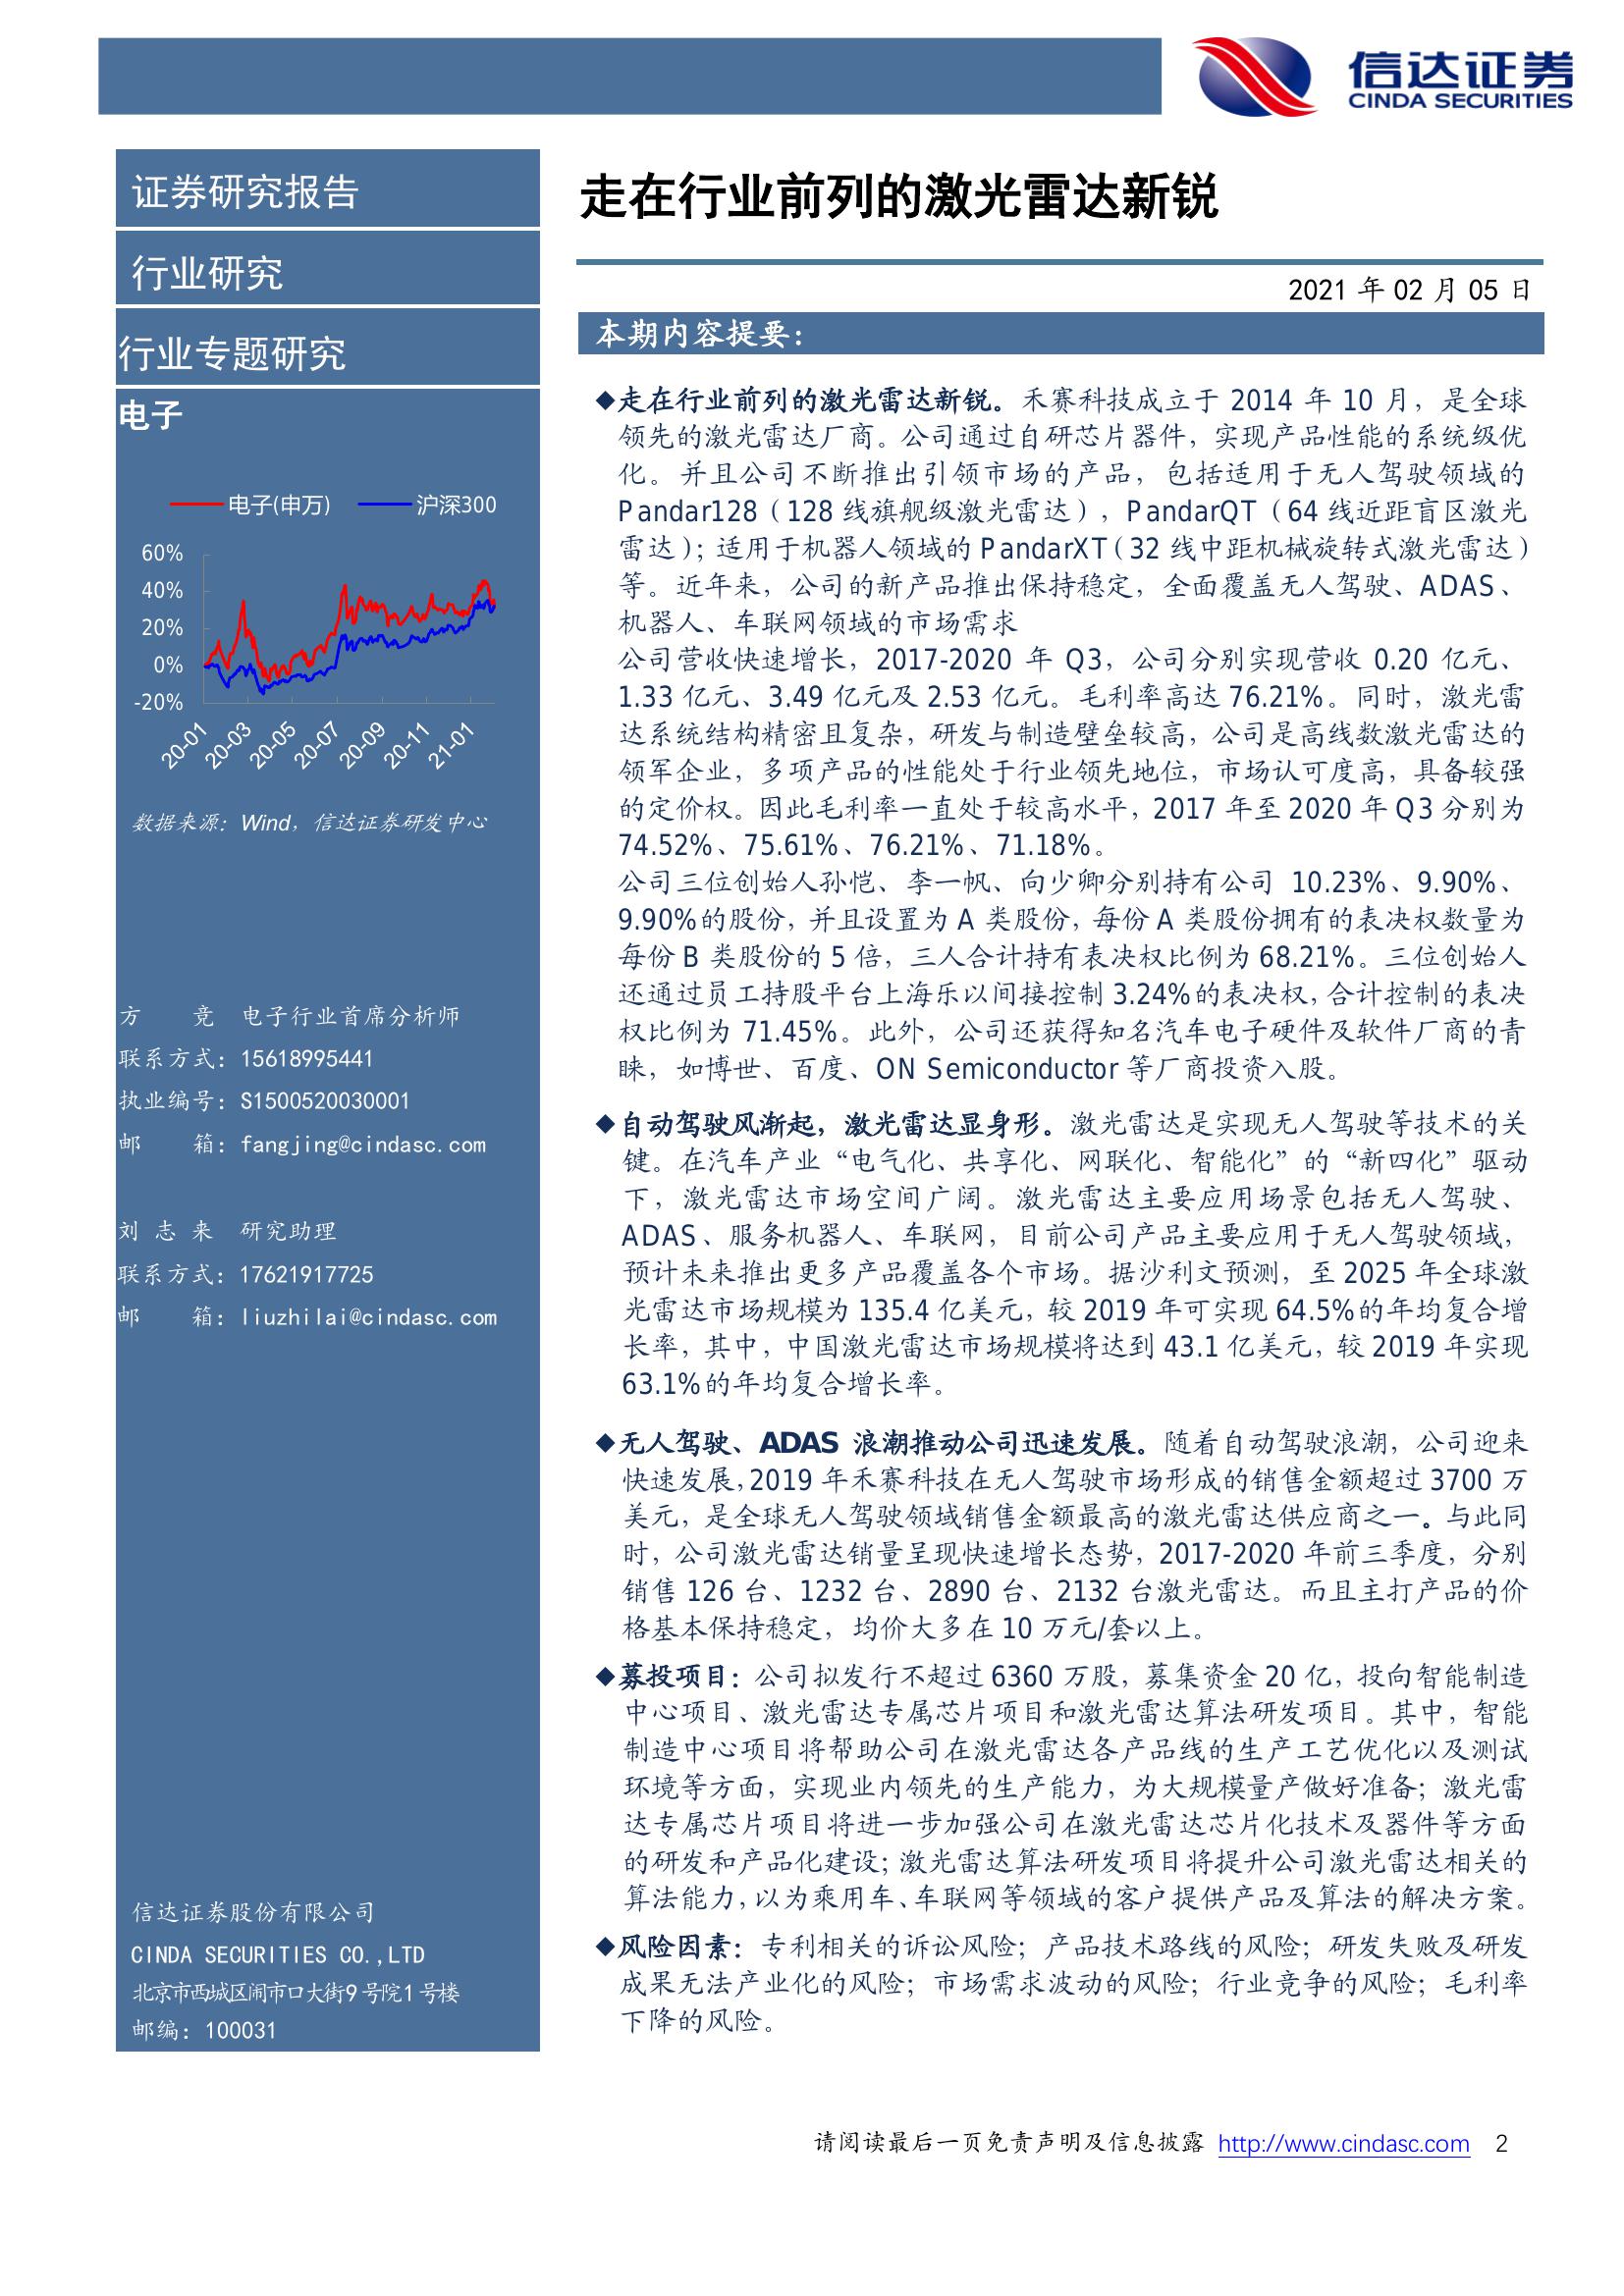 信达证券
CINDA SECURITIES
证券研究报告
行业研究
行业专题研究
电子
电子(申万) 沪深300
60%
40%
20%
0%
-20%
20-01 20-03 20-05 20-07 20-09 20-11 21-01
数据来源：Wind，信达证券研发中心
方 竞 电子行业首席分析师
联系方式：15618995441
执业编号：S1500520030001
邮 箱：fangjing@cindasc.com
刘 志 来 研究助理
联系方式：17621917725
邮 箱：liuzhilai@cindasc.com
信达证券股份有限公司
CINDA SECURITIES CO.,LTD
北京市西城区闹市口大街9号院1号楼
邮编：100031
走在行业前列的激光雷达新锐
2021 年 02 月 05 日
本期内容提要：
◆走在行业前列的激光雷达新锐。禾赛科技成立于 2014 年 10 月，是全球
领先的激光雷达厂商。公司通过自研芯片器件，实现产品性能的系统级优
化。并且公司不断推出引领市场的产品，包括适用于无人驾驶领域的
Pandar128（128 线旗舰级激光雷达），PandarQT（64 线近距盲区激光
雷达）；适用于机器人领域的 PandarXT（32 线中距机械旋转式激光雷达）
等。近年来，公司的新产品推出保持稳定，全面覆盖无人驾驶、ADAS、
机器人、车联网领域的市场需求
公司营收快速增长，2017-2020 年 Q3，公司分别实现营收 0.20 亿元、
1.33 亿元、3.49 亿元及 2.53 亿元。毛利率高达 76.21%。同时，激光雷
达系统结构精密且复杂，研发与制造壁垒较高，公司是高线数激光雷达的
领军企业，多项产品的性能处于行业领先地位，市场认可度高，具备较强
的定价权。因此毛利率一直处于较高水平，2017 年至 2020 年 Q3 分别为
74.52%、75.61%、76.21%、71.18%。
公司三位创始人孙恺、李一帆、向少卿分别持有公司 10.23%、9.90%、
9.90%的股份，并且设置为 A 类股份，每份 A 类股份拥有的表决权数量为
每份 B 类股份的 5 倍，三人合计持有表决权比例为 68.21%。三位创始人
还通过员工持股平台上海乐以间接控制 3.24%的表决权，合计控制的表决
权比例为 71.45%。此外，公司还获得知名汽车电子硬件及软件厂商的青
睐，如博世、百度、ON Semiconductor 等厂商投资入股。
◆自动驾驶风渐起，激光雷达显身形。激光雷达是实现无人驾驶等技术的关
键。在汽车产业“电气化、共享化、网联化、智能化”的“新四化”驱动
下，激光雷达市场空间广阔。激光雷达主要应用场景包括无人驾驶、
ADAS、服务机器人、车联网，目前公司产品主要应用于无人驾驶领域，
预计未来推出更多产品覆盖各个市场。据沙利文预测，至 2025 年全球激
光雷达市场规模为 135.4 亿美元，较 2019 年可实现 64.5%的年均复合增
长率，其中，中国激光雷达市场规模将达到 43.1 亿美元，较 2019 年实现
63.1%的年均复合增长率。
◆无人驾驶、ADAS 浪潮推动公司迅速发展。随着自动驾驶浪潮，公司迎来
快速发展，2019 年禾赛科技在无人驾驶市场形成的销售金额超过 3700 万
美元，是全球无人驾驶领域销售金额最高的激光雷达供应商之一。与此同
时，公司激光雷达销量呈现快速增长态势，2017-2020 年前三季度，分别
销售 126 台、1232 台、2890 台、2132 台激光雷达。而且主打产品的价
格基本保持稳定，均价大多在 10 万元/套以上。
◆募投项目：公司拟发行不超过 6360 万股，募集资金 20 亿，投向智能制造
中心项目、激光雷达专属芯片项目和激光雷达算法研发项目。其中，智能
制造中心项目将帮助公司在激光雷达各产品线的生产工艺优化以及测试
环境等方面，实现业内领先的生产能力，为大规模量产做好准备；激光雷
达专属芯片项目将进一步加强公司在激光雷达芯片化技术及器件等方面
的研发和产品化建设；激光雷达算法研发项目将提升公司激光雷达相关的
算法能力，以为乘用车、车联网等领域的客户提供产品及算法的解决方案。
◆风险因素：专利相关的诉讼风险；产品技术路线的风险；研发失败及研发
成果无法产业化的风险；市场需求波动的风险；行业竞争的风险；毛利率
下降的风险。
请阅读最后一页免责声明及信息披露 http://www.cindasc.com 2